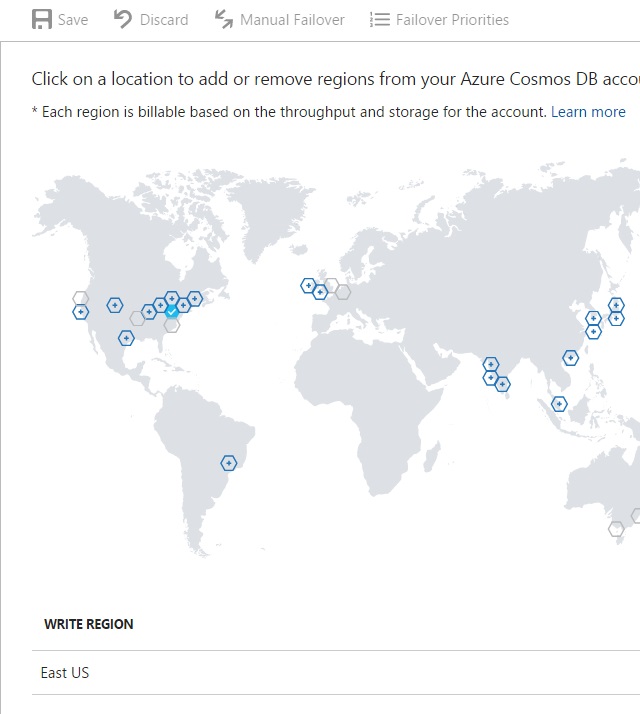 Save Discard Manual Failover Failover Priorities
Click on a location to add or remove regions from your Azure Cosmos DB acco
* Each region is billable based on the throughput and storage for the account. Learn more
WRITE REGION
East US